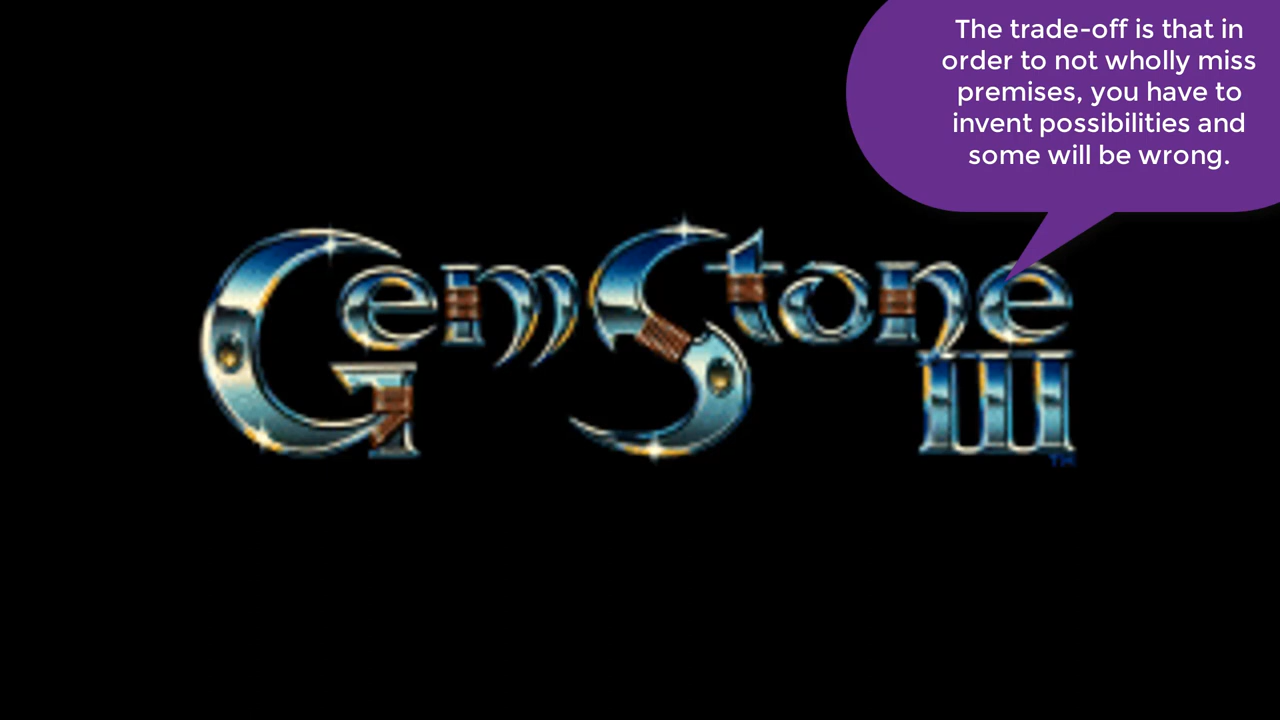 The trade-off is that in
order to not wholly miss
premises, you have to
invent possibilities and
some will be wrong.
GemStone
III
TM